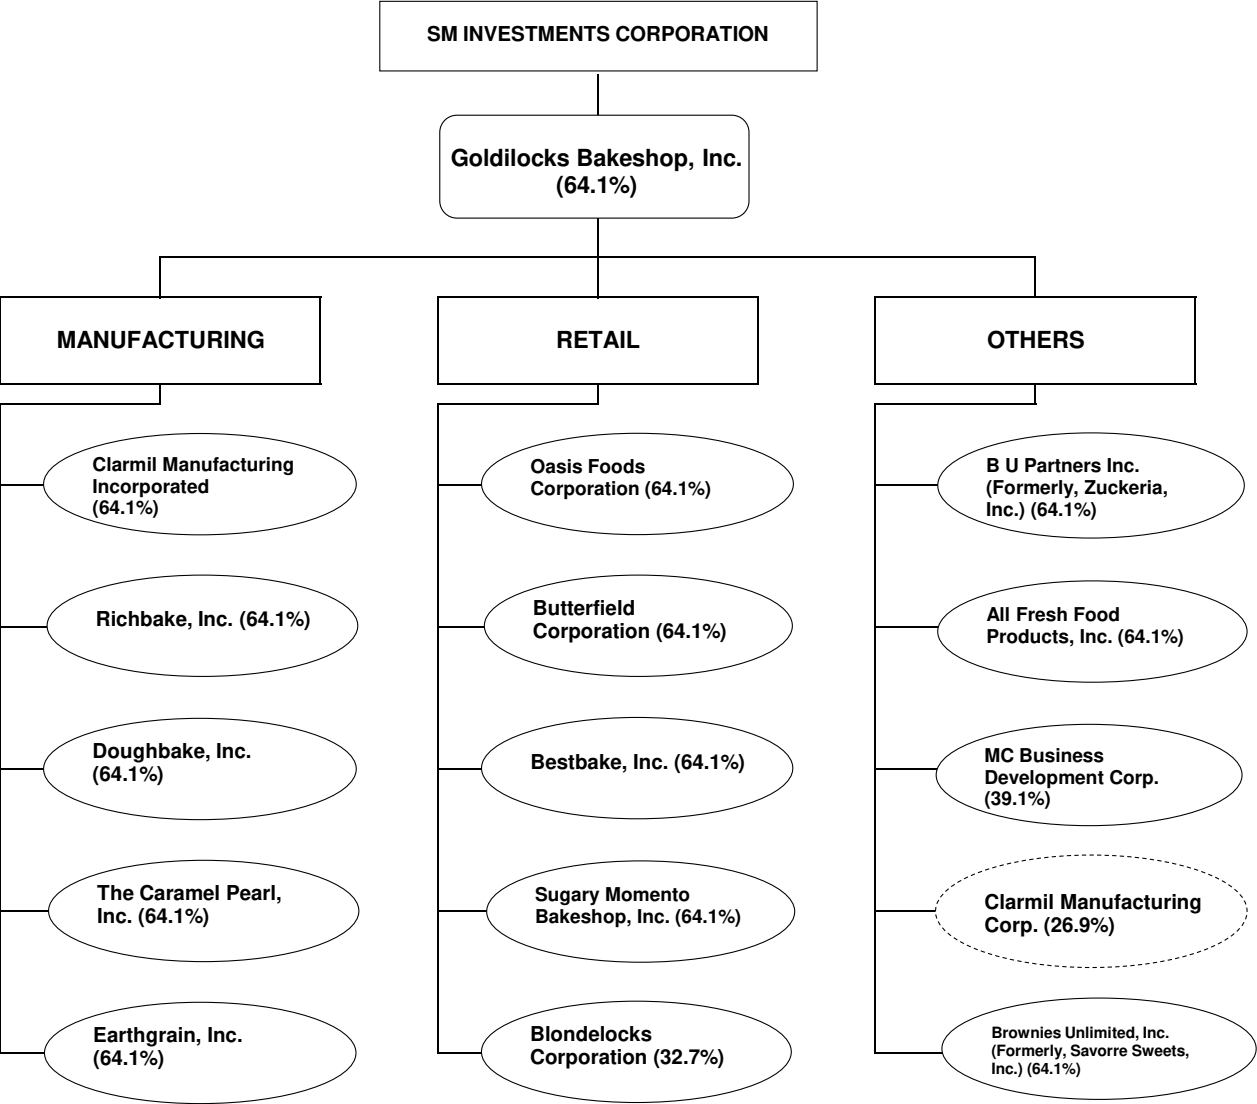 SM INVESTMENTS CORPORATION
Goldilocks Bakeshop, Inc.
(64.1%)
MANUFACTURING
Clarmil Manufacturing
Incorporated
(64.1%)
Richbake, Inc. (64.1%)
Doughbake, Inc.
(64.1%)
The Caramel Pearl,
Inc. (64.1%)
Earthgrain, Inc.
(64.1%)
RETAIL
Oasis Foods
Corporation (64.1%)
Butterfield
Corporation (64.1%)
Bestbake, Inc. (64.1%)
Sugary Momento
Bakeshop, Inc. (64.1%)
Blondelocks
Corporation (32.7%)
OTHERS
B U Partners Inc.
(Formerly, Zuckeria,
Inc.) (64.1%)
All Fresh Food
Products, Inc. (64.1%)
MC Business
Development Corp.
(39.1%)
Clarmil Manufacturing
Corp. (26.9%)
Brownies Unlimited, Inc.
(Formerly, Savorre Sweets,
Inc.) (64.1%)